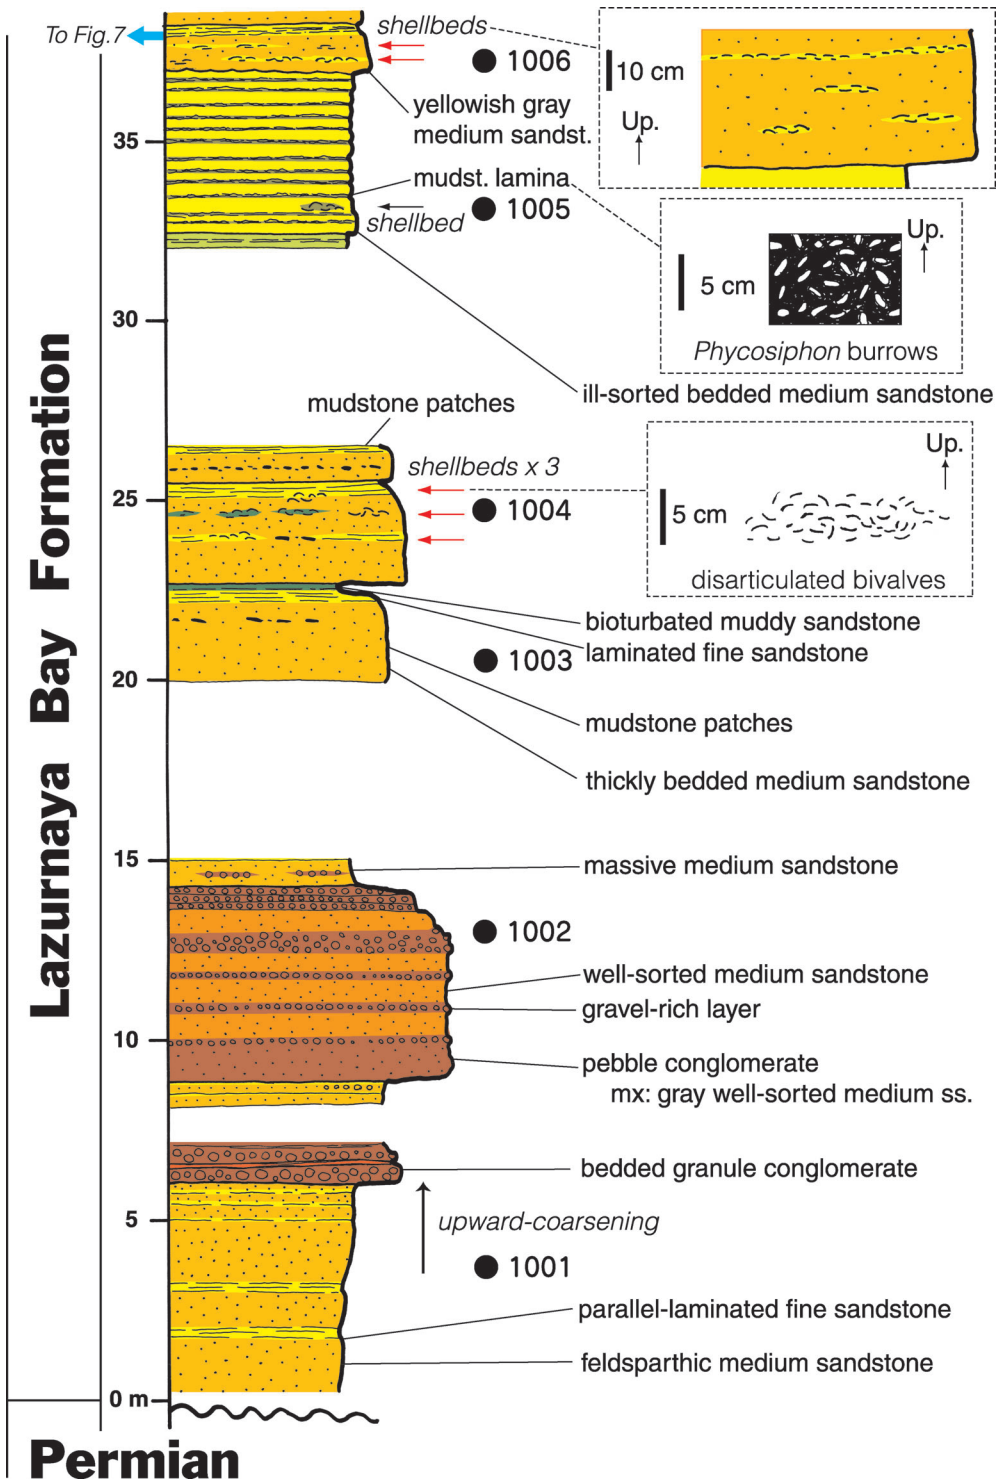 To Fig.7
shellbeds
1006
10 cm
Up.
yellowish gray
medium sandst.
35
mudst. lamina
1005
shellbed
Up.
5 cm
Phycosiphon burrows
30
ill-sorted bedded medium sandstone
mudstone patches
shellbeds x 3
Up.
25
1004
5 cm
disarticulated bivalves
bioturbated muddy sandstone
laminated fine sandstone
1003
20
mudstone patches
thickly bedded medium sandstone
15
massive medium sandstone
1002
well-sorted medium sandstone
gravel-rich layer
10
pebble conglomerate
mx: gray well-sorted medium ss.
bedded granule conglomerate
5
upward-coarsening
1001
parallel-laminated fine sandstone
feldsparthic medium sandstone
0 m
Lazurnaya Bay Formation
Permian